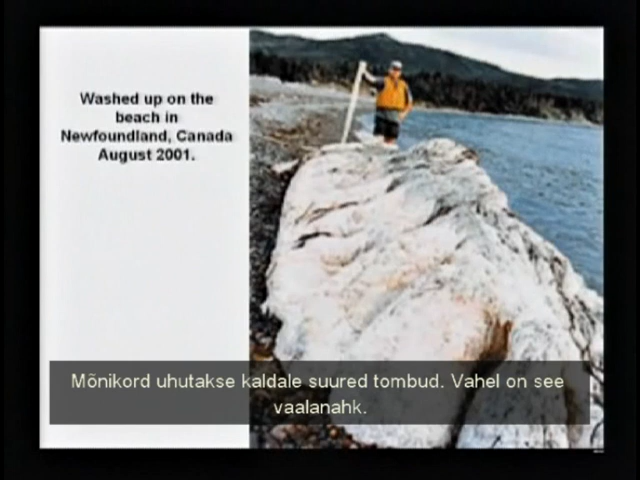 Washed up on the
beach in
Newfoundland, Canada
August 2001.
Mõnikord uhutakse kaldale suured tombud. Vahel on see
vaalanahk.